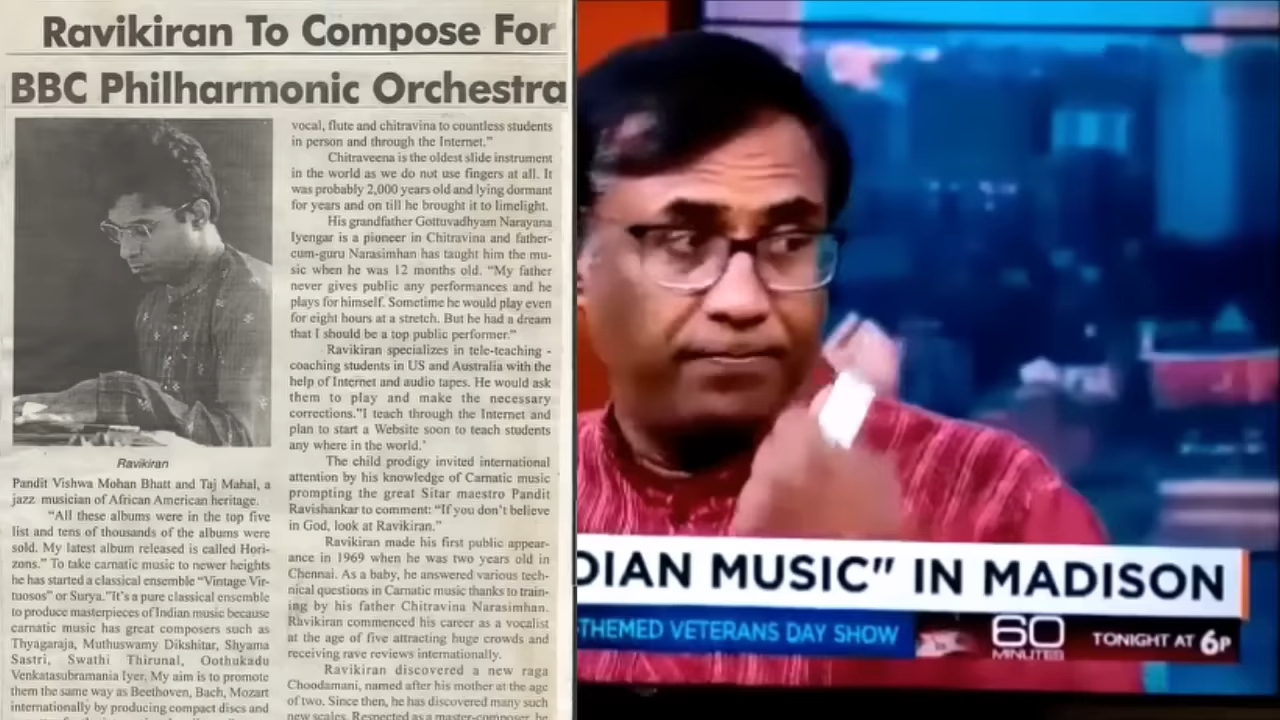 Ravikiran To Compose For
BBC Philharmonic Orchestra
Ravikiran
Pandit Vishwa Mohan Bhatt and Taj Mahal, a
jazz musician of African American heritage.
"All these albums were in the top five
list and tens of thousands of the albums were
sold. My latest album released is called Hori-
zons." To take carnatic music to newer heights
he has started a classical ensemble "Vintage Vir-
tuosos" or Surya."It's a pure classical ensemble
to produce masterpieces of Indian music because
carnatic music has great composers such as
Thyagaraja, Muthuswamy Dikshitar, Shyama
Sastri, Swathi Thirunal, Oothukadu
Venkatasubramania Iyer, My aim is to promote
them the same way as Beethoven, Bach, Mozart
internationally by producing compact discs and
vocal, flute and chitravina to countless students
in person and through the Internet."
Chitraveena is the oldest slide instrument
in the world as we do not use fingers at all. It
was probably 2,000 years old and lying dormant
for years and on till he brought it to limelight.
His grandfather Gottuvadhyam Narayana
Iyengar is a pioneer in Chitravina and father-
cum-guru Narasimhan has taught him the mu-
sic when he was 12 months old. "My father
never gives public any performances and he
plays for himself. Sometime he would play even
for eight hours at a stretch. But he had a dream
that I should be a top public performer."
Ravikiran specializes in tele-teaching -
coaching students in US and Australia with the
help of Internet and audio tapes. He would ask
them to play and make the necessary
corrections."I teach through the Internet and
plan to start a Website soon to teach students
any where in the world.'
The child prodigy invited international
attention by his knowledge of Carnatic music
prompting the great Sitar maestro Pandit
Ravishankar to comment: "If you don't believe
in God, look at Ravikiran."
Ravikiran made his first public appear-
ance in 1969 when he was two years old in
Chennai. As a baby, he answered various tech-
nical questions in Carnatic music thanks to train-
ing by his father Chitravina Narasimhan.
Ravikiran commenced his career as a vocalist
at the age of five attracting huge crowds and
receiving rave reviews internationally.
Ravikiran discovered a new raga
Choodamani, named after his mother at the age
of two. Since then, he has discovered many such
new scales. Respected as a master-composer, he
DIAN MUSIC" IN MADISON
THEMED VETERANS DAY SHOW
60
MINUTES
TONIGHT AT 6P